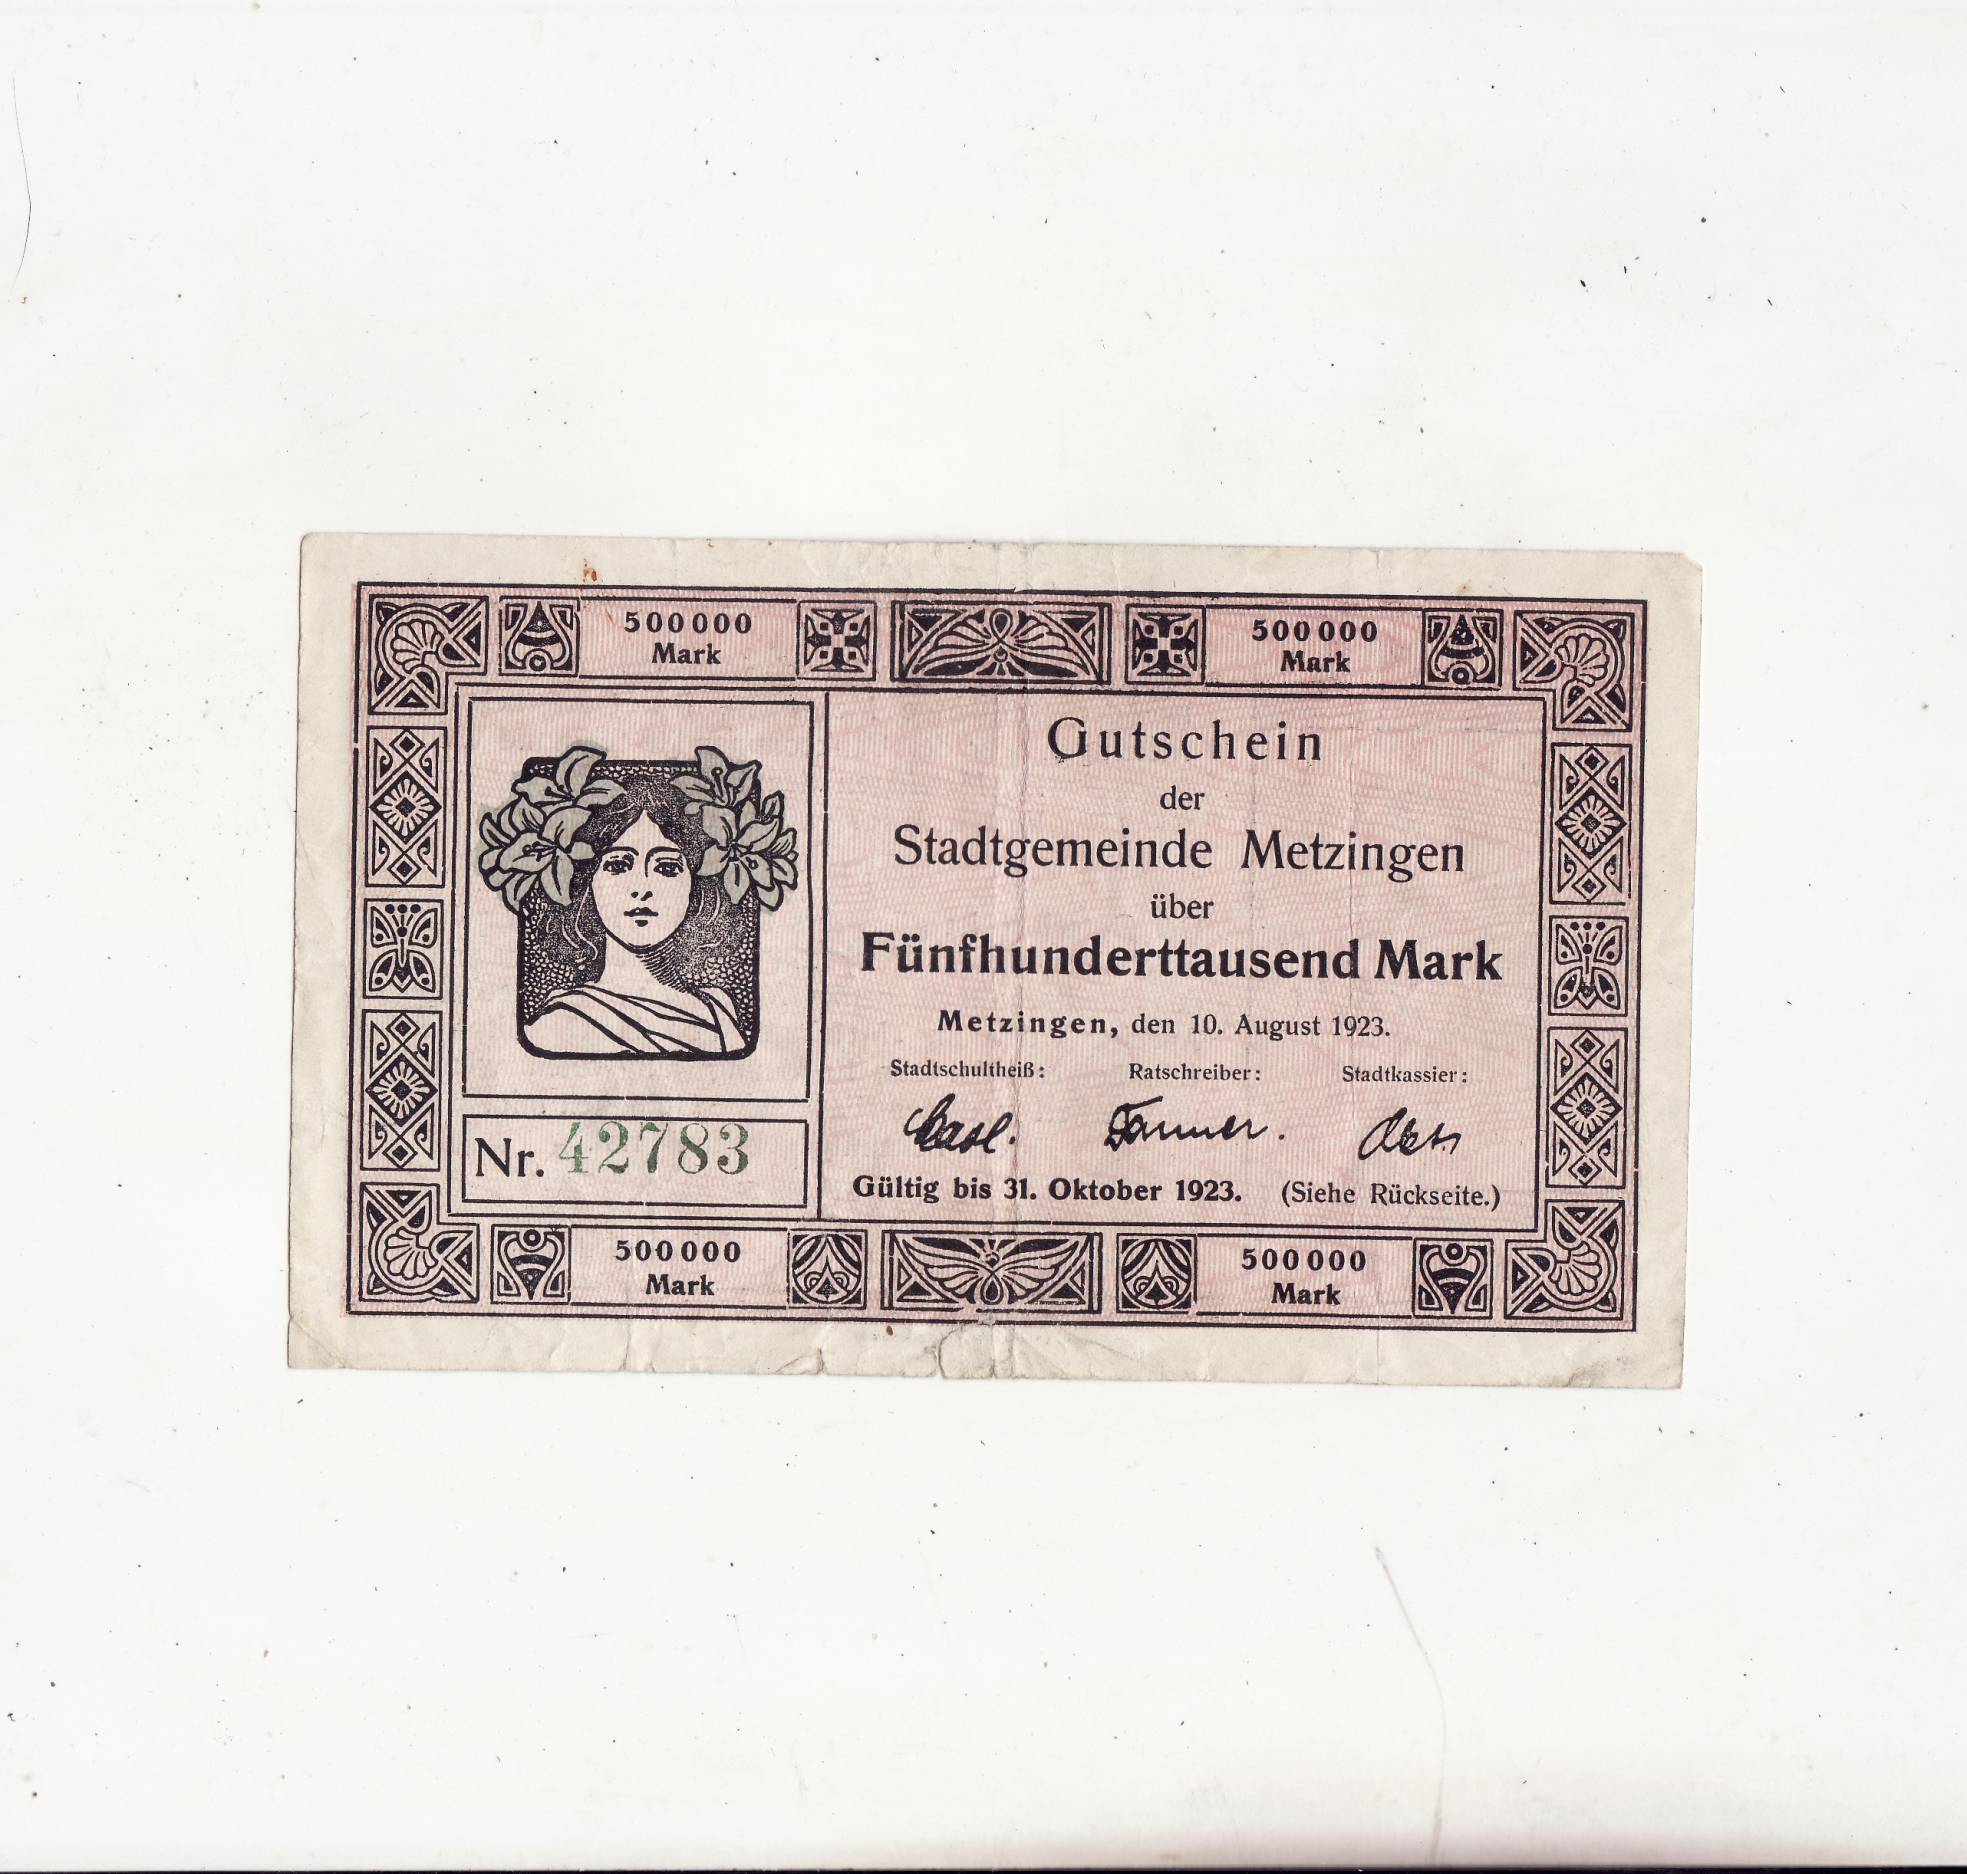 500000
Mark
500000
Mark
Gutschein
der
Stadtgemeinde Metzingen
über
Fünfhunderttausend Mark
Metzingen, den 10. August 1923.
Stadtschultheiß: Ratschreiber: Stadtkassier:
Nr. 42783
Gültig bis 31. Oktober 1923. (Siehe Rückseite.)
500000
Mark
500000
Mark